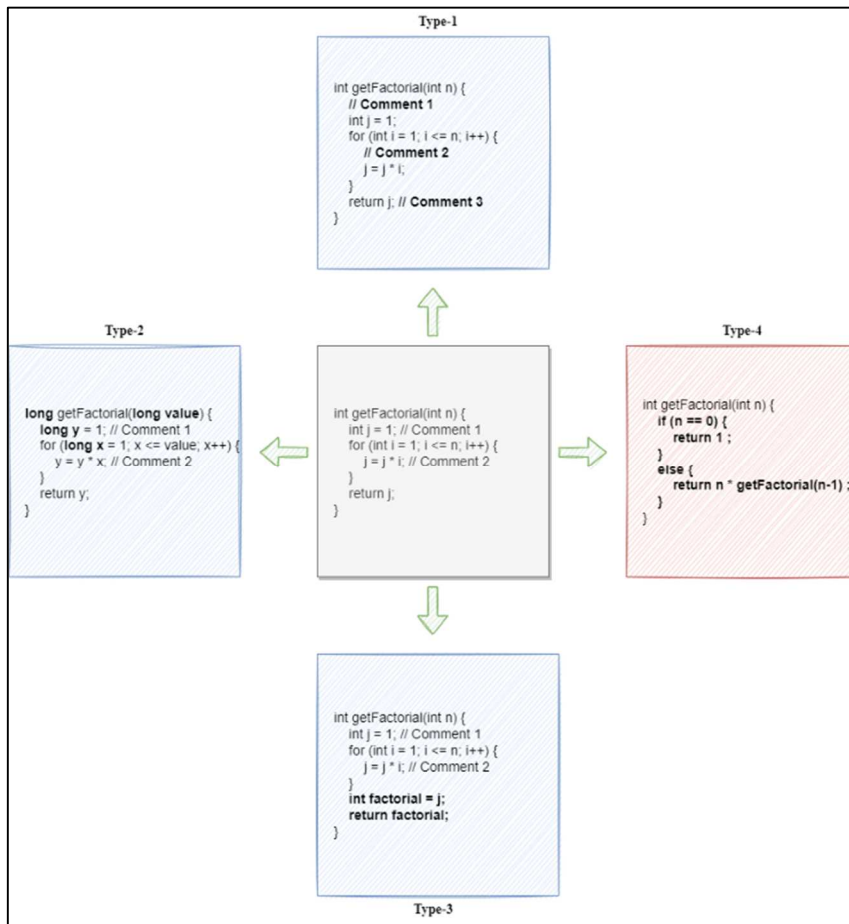 Type-1
int getFactorial(int n) {
// Comment 1
int j = 1;
for (int i = 1; i <= n; i++) {
// Comment 2
j = j * i;
}
return j; // Comment 3
}
Type-2
long getFactorial(long value) {
long y = 1; // Comment 1
for (long x = 1; x <= value; x++) {
y = y * x; // Comment 2
}
return y;
}
int getFactorial(int n) {
int j = 1; // Comment 1
for (int i = 1; i <= n; i++) {
j = j * i; // Comment 2
}
return j;
}
Type-4
int getFactorial(int n) {
if (n == 0) {
return 1 ;
}
else {
return n * getFactorial(n-1) ;
}
}
int getFactorial(int n) {
int j = 1; // Comment 1
for (int i = 1; i <= n; i++) {
j = j * i; // Comment 2
}
int factorial = j;
return factorial;
}
Type-3